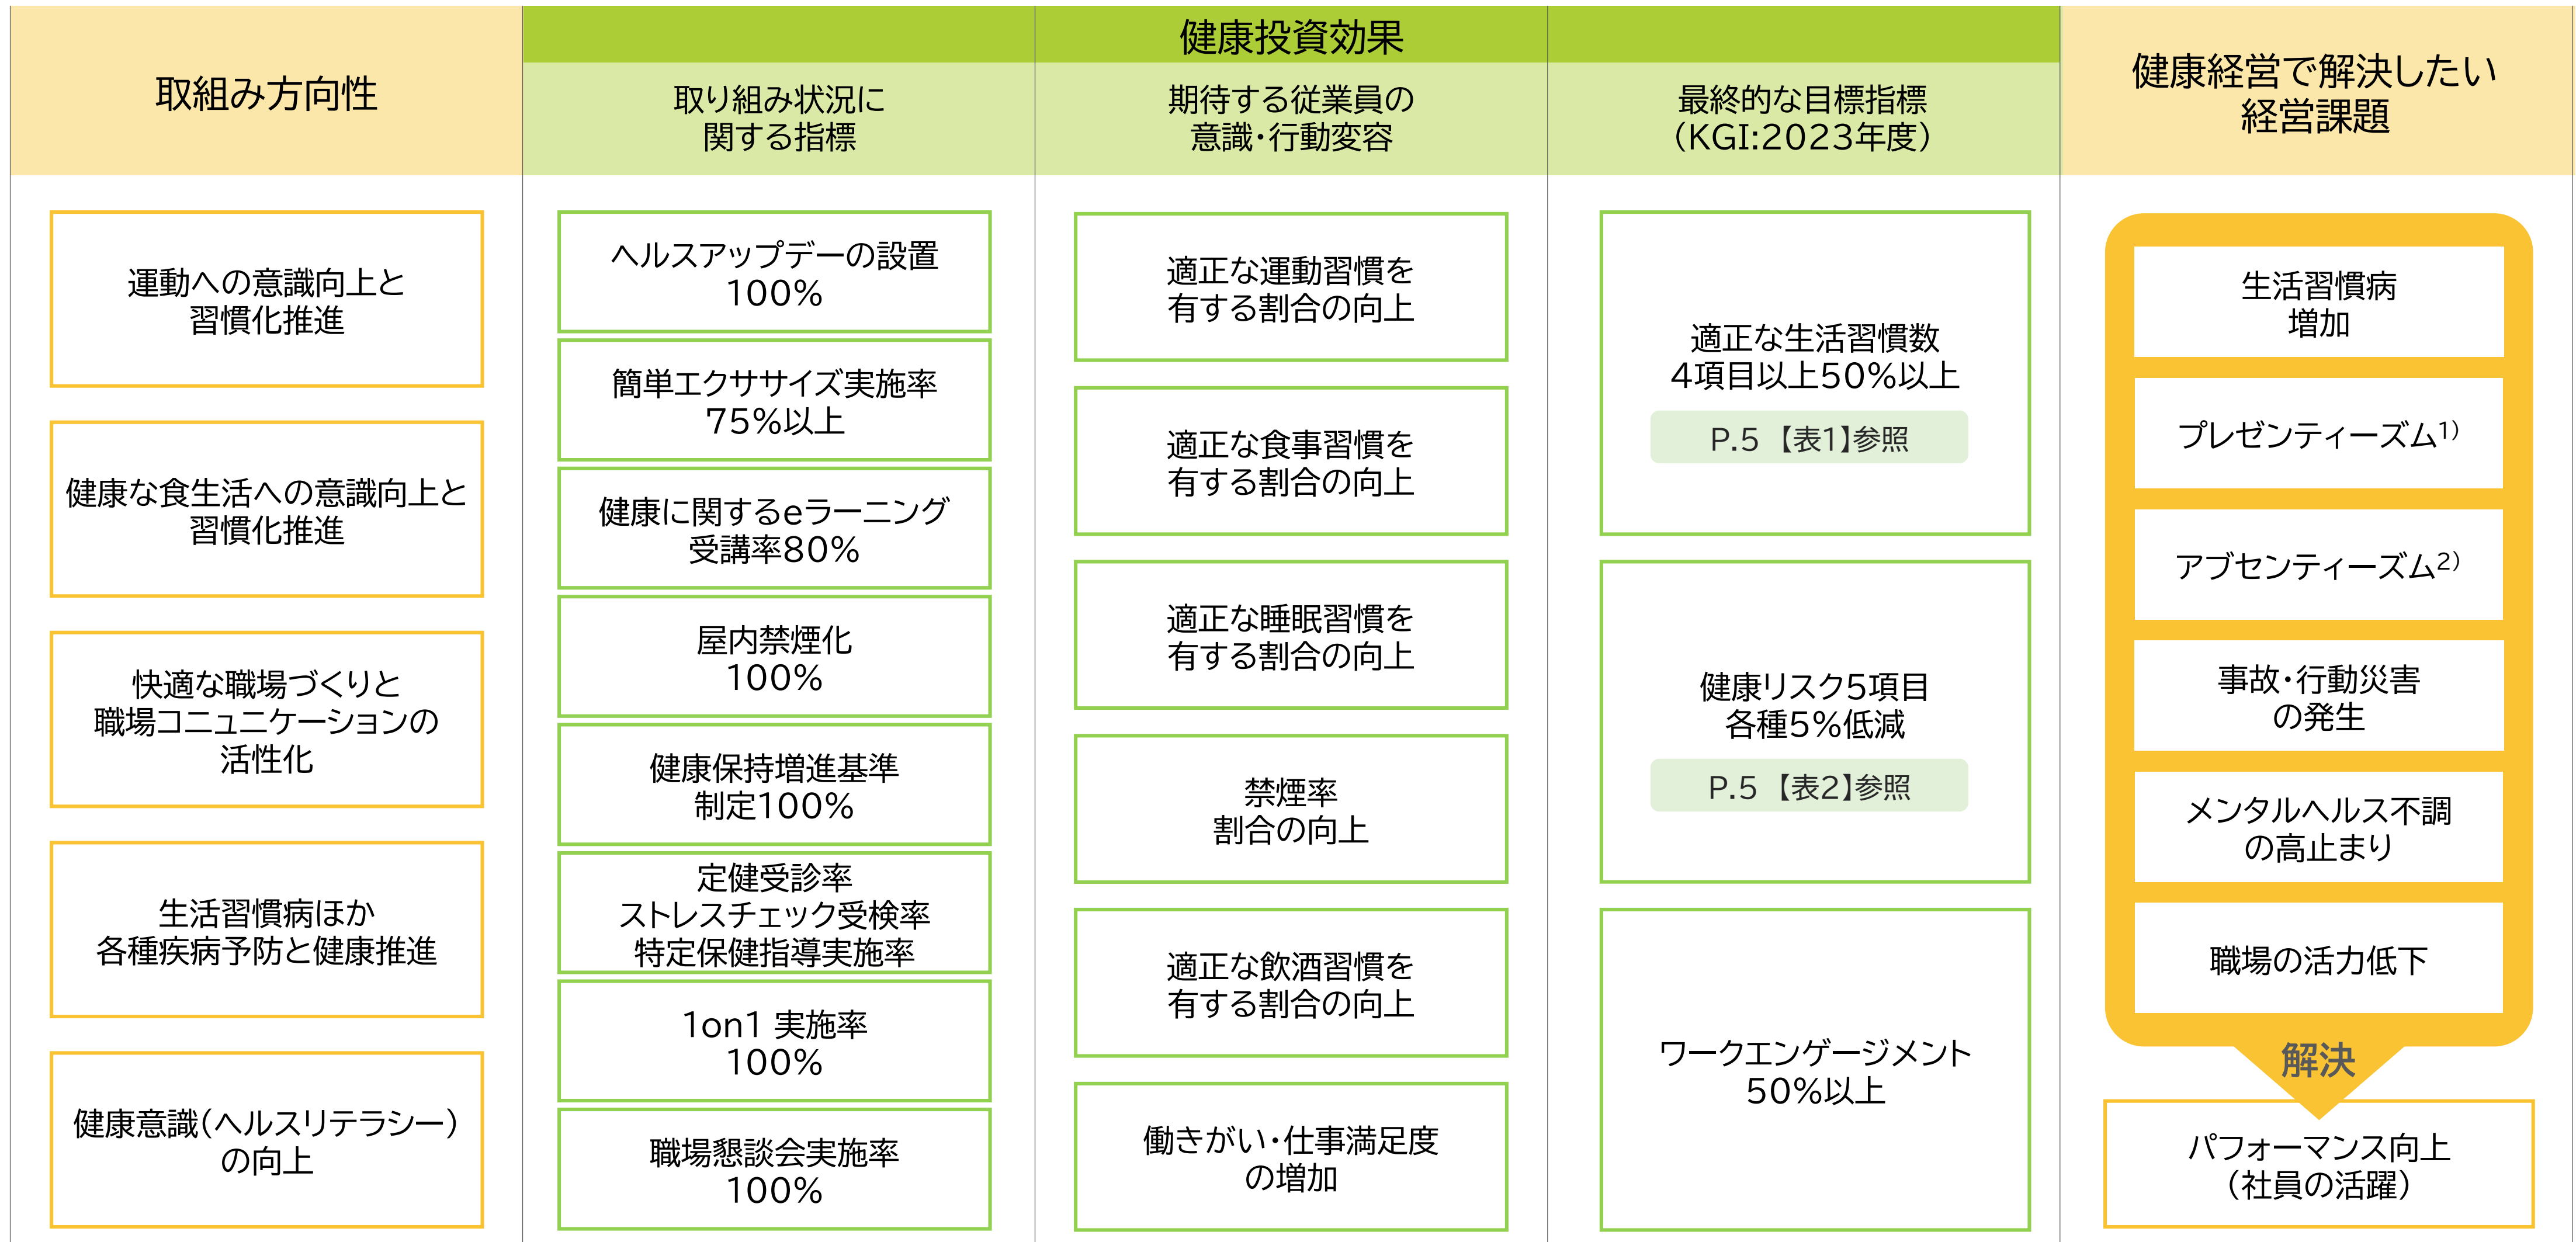 取組み方向性
運動への意識向上と
習慣化推進
健康な食生活への意識向上と
習慣化推進
快適な職場づくりと
職場コニュニケーションの
活性化
生活習慣病ほか
各種疾病予防と健康推進
健康意識(ヘルスリテラシー)
の向上
健康投資効果
取り組み状況に
関する指標
ヘルスアップデーの設置
100%
簡単エクササイズ実施率
75%以上
健康に関するeラーニング
受講率80%
屋内禁煙化
100%
健康保持増進基準
制定100%
定健受診率
ストレスチェック受検率
特定保健指導実施率
1on1 実施率
100%
職場懇談会実施率
100%
期待する従業員の
意識・行動変容
適正な運動習慣を
有する割合の向上
適正な食事習慣を
有する割合の向上
適正な睡眠習慣を
有する割合の向上
禁煙率
割合の向上
適正な飲酒習慣を
有する割合の向上
働きがい・仕事満足度
の増加
最終的な目標指標
(KGI:2023年度)
適正な生活習慣数
4項目以上50%以上
P.5 【表1】参照
健康リスク5項目
各種5%低減
P.5 【表2】参照
ワークエンゲージメント
50%以上
健康経営で解決したい
経営課題
生活習慣病
増加
プレゼンティーズム1)
アブセンティーズム2)
事故・行動災害
の発生
メンタルヘルス不調
の高止まり
職場の活力低下
解決
パフォーマンス向上
(社員の活躍)